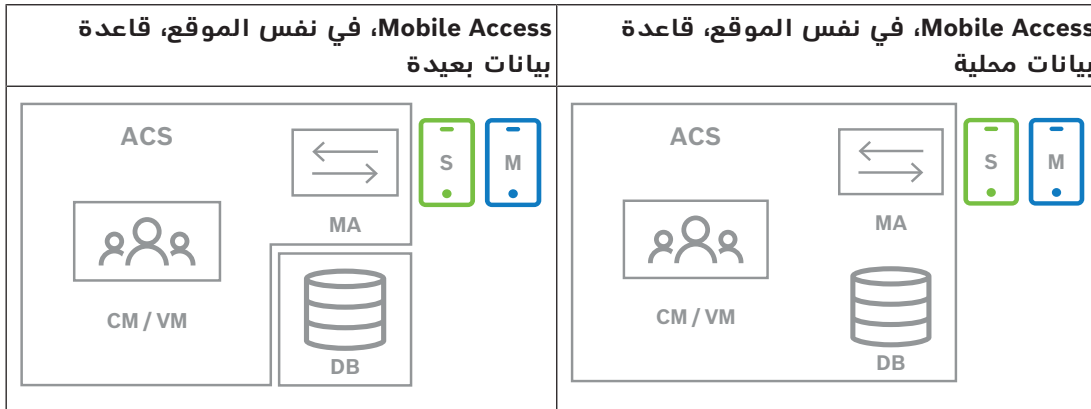 Mobile Access، في نفس الموقع، قاعدة
بيانات محلية
Mobile Access، في نفس الموقع، قاعدة
بيانات بعيدة
ACS
S
M
MA
CM / VM
DB
ACS
S
M
MA
CM / VM
DB